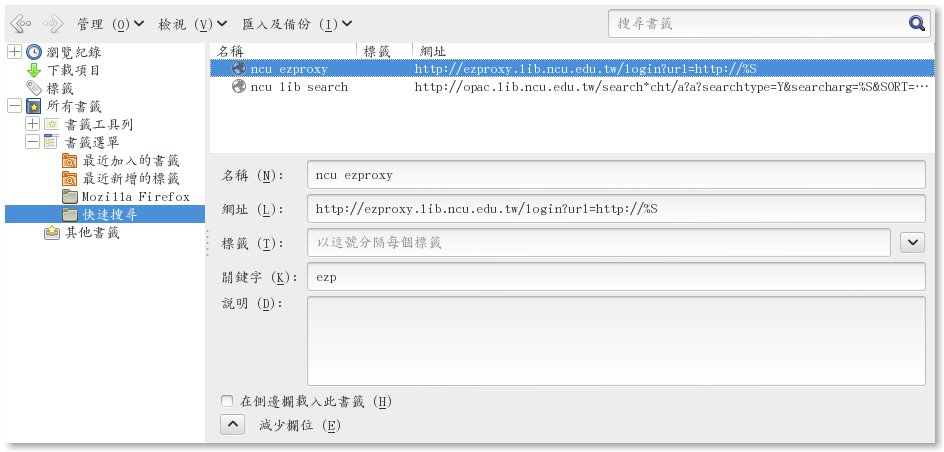 管理 (O) 檢視 (V) 匯入及備份 (I) 搜尋書籤
瀏覽紀錄
下載項目
標籤
所有書籤
書籤工具列
書籤選單
最近加入的書籤
最近新增的標籤
Mozilla Firefox
快速搜尋
其他書籤
名稱 標籤 網址
ncu ezproxy http://ezproxy.lib.ncu.edu.tw/login?url=http://%S
ncu lib search http://opac.lib.ncu.edu.tw/search*cht/a?a?searchtype=Y&searcharg=%S&SORT=…
名稱 (N): ncu ezproxy
網址 (L): http://ezproxy.lib.ncu.edu.tw/login?url=http://%S
標籤 (T): 以逗號分隔每個標籤
關鍵字 (K): ezp
說明 (D):
在側邊欄載入此書籤 (H)
減少欄位 (E)